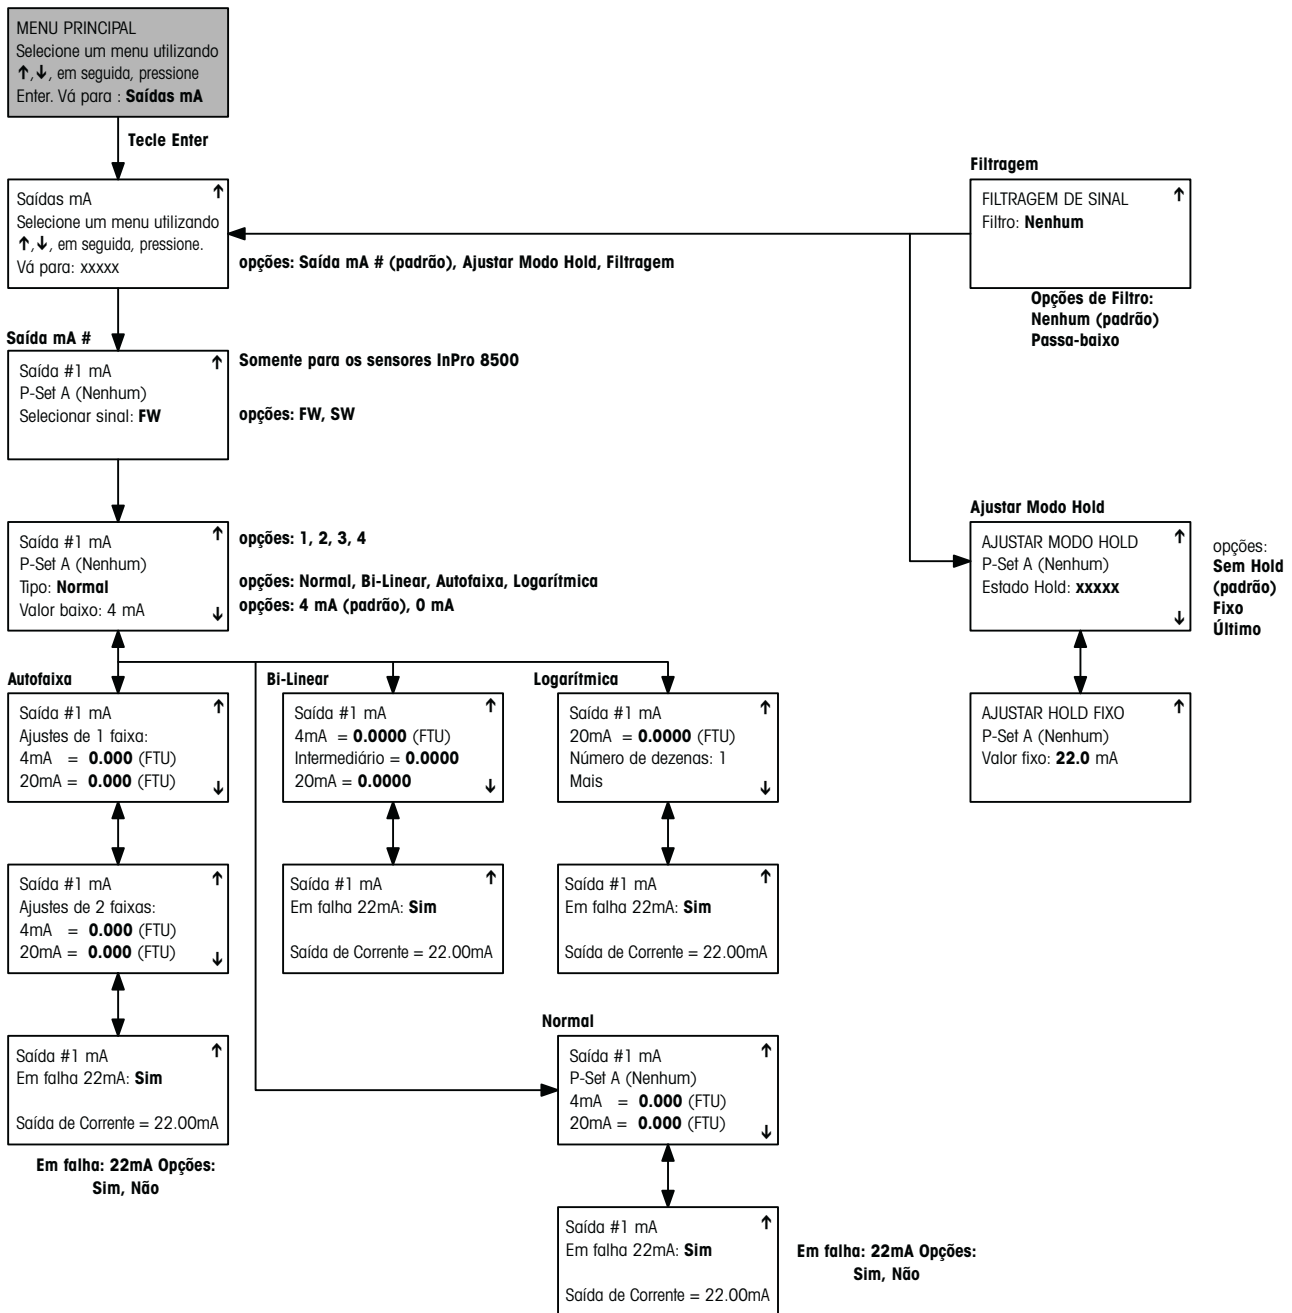 MENU PRINCIPAL
Selecione um menu utilizando
↑,↓, em seguida, pressione
Enter. Vá para : Saídas mA
Tecle Enter
Saídas mA ↑
Selecione um menu utilizando
↑,↓, em seguida, pressione.
Vá para: xxxxx
opções: Saída mA # (padrão), Ajustar Modo Hold, Filtragem
Filtragem
FILTRAGEM DE SINAL ↑
Filtro: Nenhum
Opções de Filtro:
Nenhum (padrão)
Passa-baixo
Saída mA #
Saída #1 mA ↑
P-Set A (Nenhum)
Selecionar sinal: FW
Somente para os sensores InPro 8500
opções: FW, SW
Saída #1 mA ↑
P-Set A (Nenhum)
Tipo: Normal
Valor baixo: 4 mA ↓
opções: 1, 2, 3, 4
opções: Normal, Bi-Linear, Autofaixa, Logarítmica
opções: 4 mA (padrão), 0 mA
Ajustar Modo Hold
AJUSTAR MODO HOLD ↑
P-Set A (Nenhum)
Estado Hold: xxxxx
↓
opções:
Sem Hold
(padrão)
Fixo
Último
AJUSTAR HOLD FIXO ↑
P-Set A (Nenhum)
Valor fixo: 22.0 mA
Autofaixa
Saída #1 mA ↑
Ajustes de 1 faixa:
4mA = 0.000 (FTU)
20mA = 0.000 (FTU) ↓
Saída #1 mA ↑
Ajustes de 2 faixas:
4mA = 0.000 (FTU)
20mA = 0.000 (FTU) ↓
Saída #1 mA ↑
Em falha 22mA: Sim
Saída de Corrente = 22.00mA
Em falha: 22mA Opções:
Sim, Não
Bi-Linear
Saída #1 mA ↑
4mA = 0.0000 (FTU)
Intermediário = 0.0000
20mA = 0.0000 ↓
Saída #1 mA ↑
Em falha 22mA: Sim
Saída de Corrente = 22.00mA
Logarítmica
Saída #1 mA ↑
20mA = 0.0000 (FTU)
Número de dezenas: 1
Mais ↓
Saída #1 mA ↑
Em falha 22mA: Sim
Saída de Corrente = 22.00mA
Normal
Saída #1 mA ↑
P-Set A (Nenhum)
4mA = 0.000 (FTU)
20mA = 0.000 (FTU) ↓
Saída #1 mA ↑
Em falha 22mA: Sim
Saída de Corrente = 22.00mA
Em falha: 22mA Opções:
Sim, Não